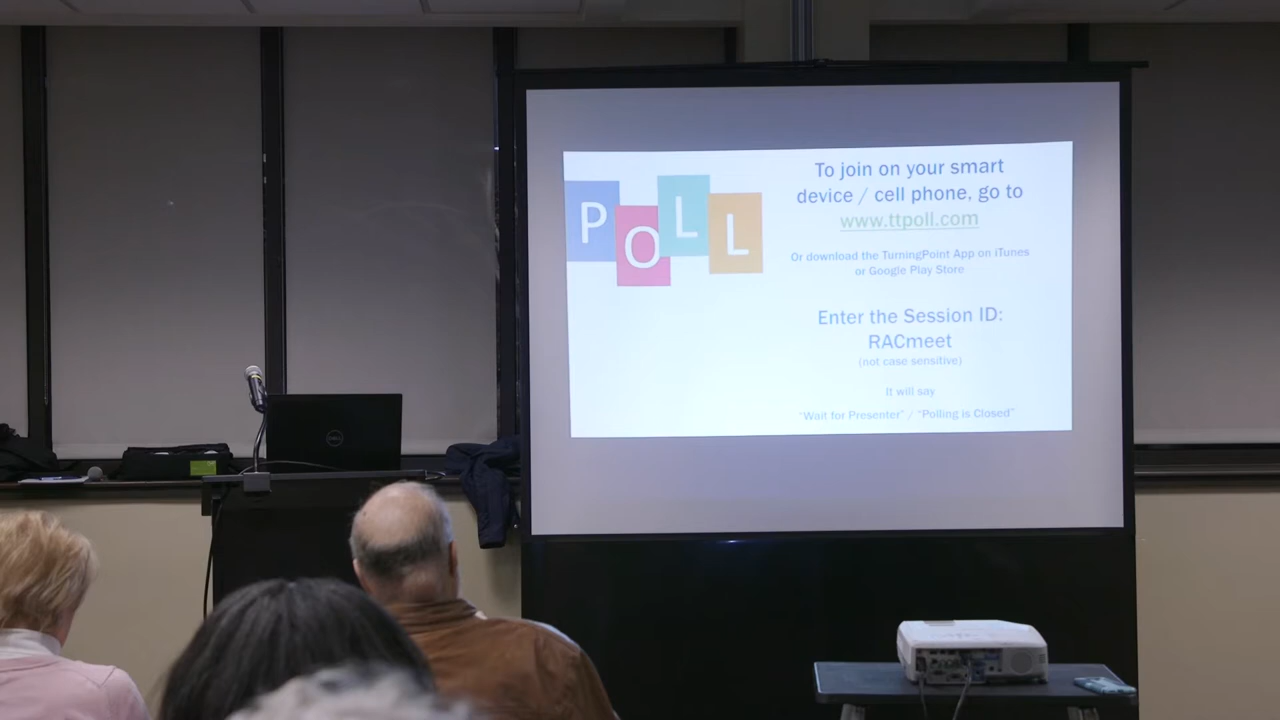 POLL
To join on your smart
device / cell phone, go to
www.ttpoll.com
Or download the TurningPoint App on iTunes
or Google Play Store
Enter the Session ID:
RACmeet
(not case sensitive)
It will say
"Wait for Presenter" / "Polling is Closed"
DELL